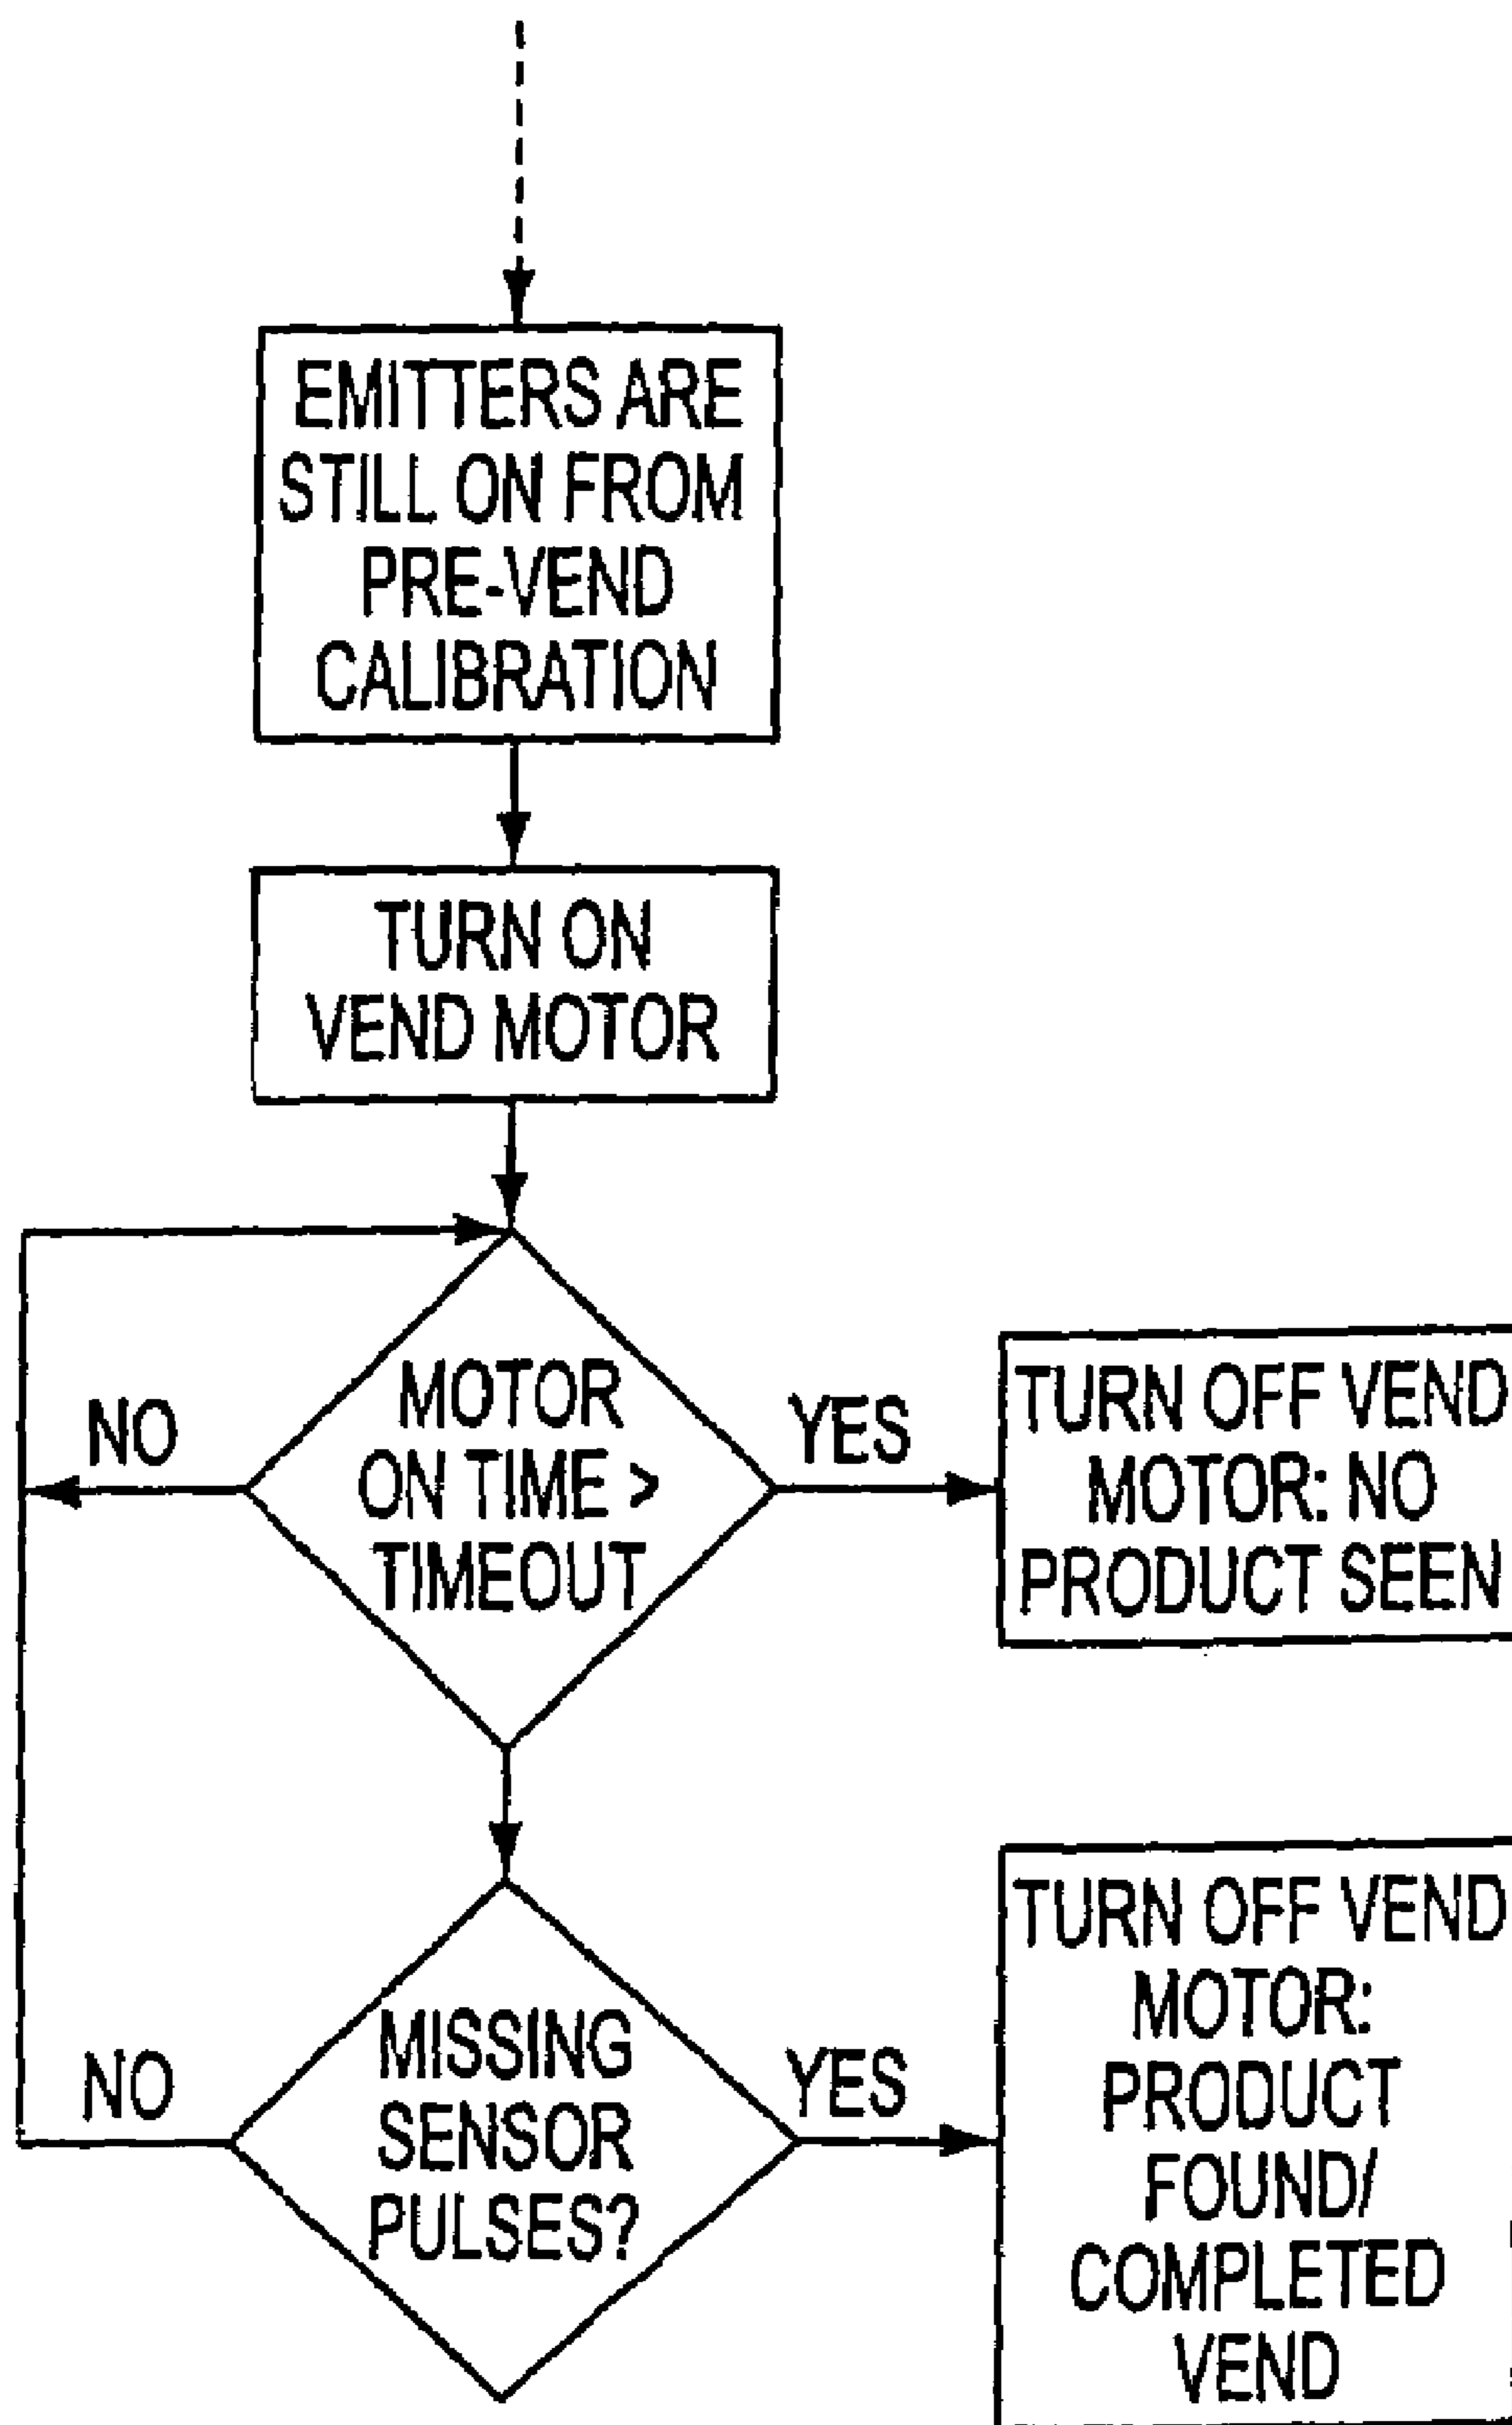 EMITTERS ARE
STILL ON FROM
PRE-VEND
CALIBRATION
TURN ON
VEND MOTOR
MOTOR
ON TIME >
TIMEOUT
NO
YES
TURN OFF VEND
MOTOR: NO
PRODUCT SEEN
MISSING
SENSOR
PULSES?
NO
YES
TURN OFF VEND
MOTOR:
PRODUCT
FOUND/
COMPLETED
VEND